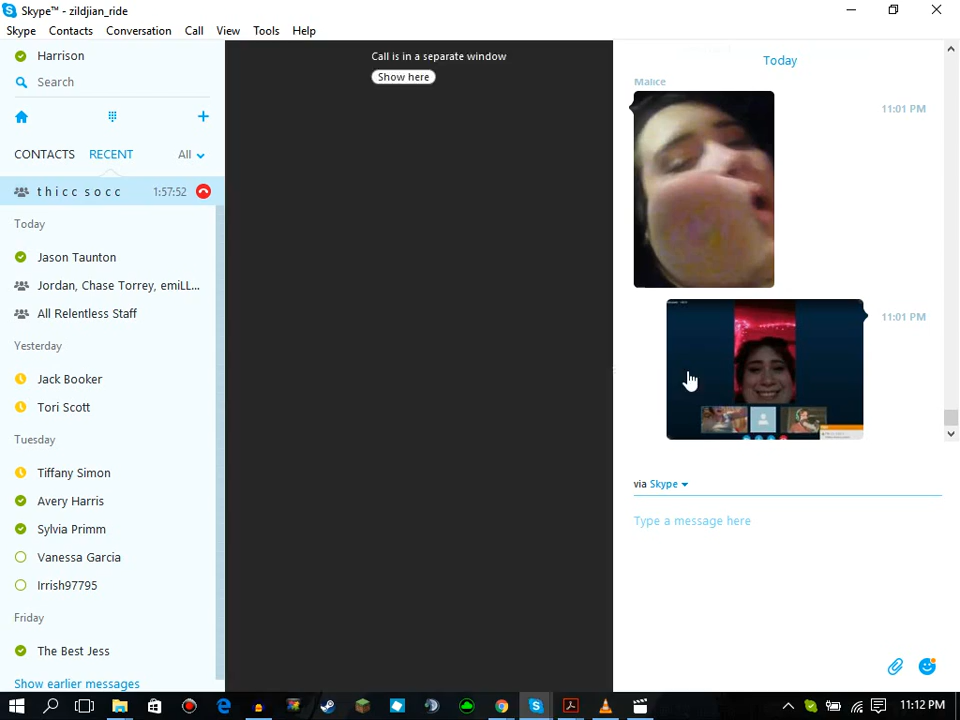 Skype™ - zildjian_ride
Skype Contacts Conversation Call View Tools Help
Harrison
Search
CONTACTS RECENT All
t h i c c s o c c 1:57:52
Today
Jason Taunton
Jordan, Chase Torrey, emiLL...
All Relentless Staff
Yesterday
Jack Booker
Tori Scott
Tuesday
Tiffany Simon
Avery Harris
Sylvia Primm
Vanessa Garcia
Irrish97795
Friday
The Best Jess
Show earlier messages
Call is in a separate window
Show here
Today
Malice
11:01 PM
11:01 PM
via Skype
Type a message here
11:12 PM